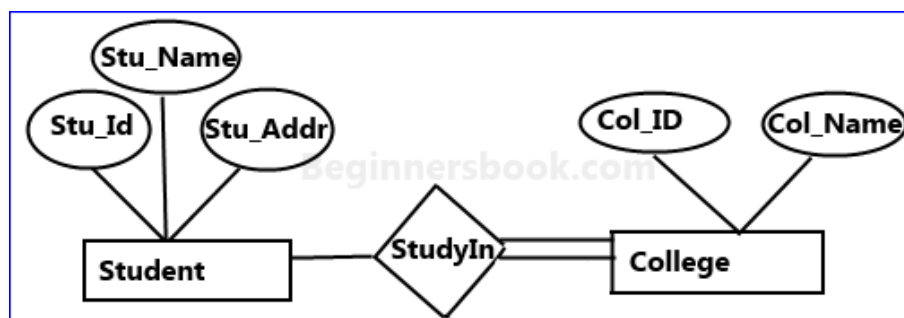 Stu_Name
Stu_Id
Stu_Addr
Col_ID
Col_Name
Beginnersbook.com
Student
StudyIn
College